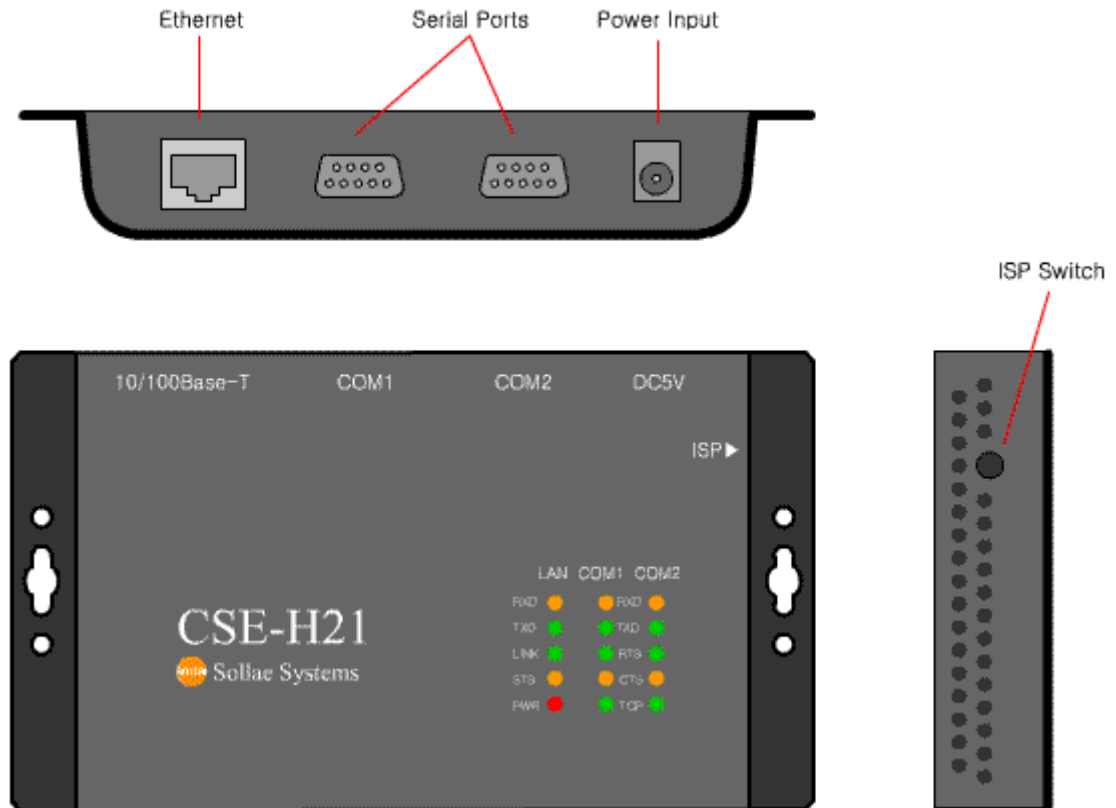 Ethernet Serial Ports Power Input
ISP Switch
10/100Base-T COM1 COM2 DC5V
ISP
LAN COM1 COM2
RXD RXD
TXD TXD
LINK RTS
CSE-H21
STS CTS
Sollae Systems
PWR TCP